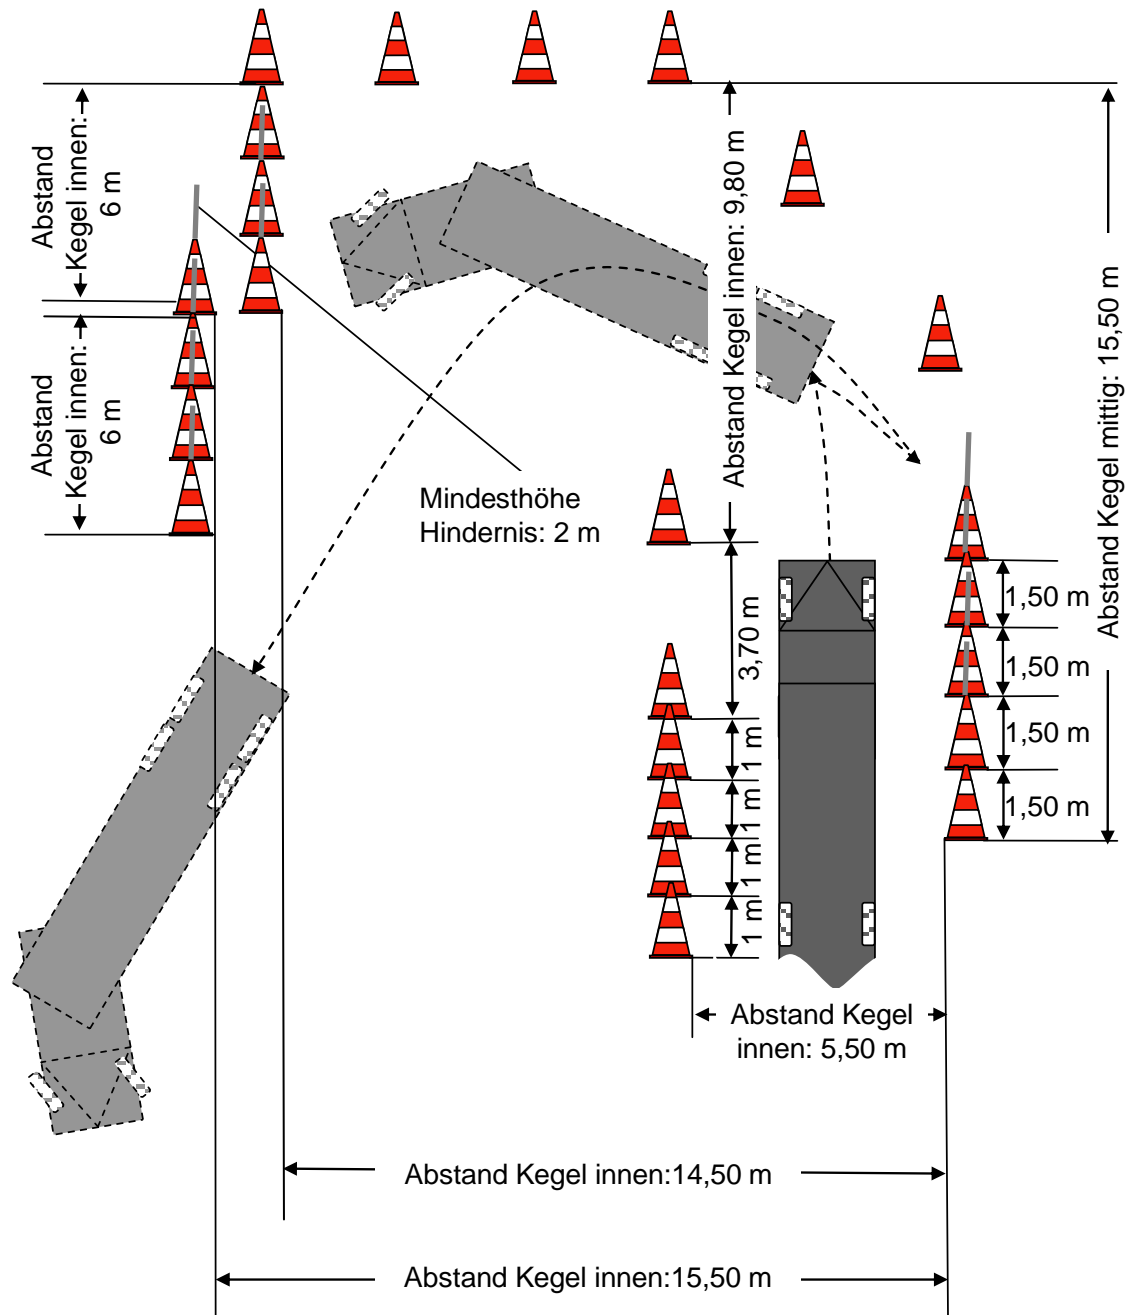 Abstand
Kegel innen:
6 m
Abstand
Kegel innen:
6 m
Abstand Kegel innen: 9,80 m
Abstand Kegel mittig: 15,50 m
Mindesthöhe
Hindernis: 2 m
3,70 m
1 m
1 m
1 m
1 m
1,50 m
1,50 m
1,50 m
1,50 m
Abstand Kegel
innen: 5,50 m
Abstand Kegel innen:14,50 m
Abstand Kegel innen:15,50 m